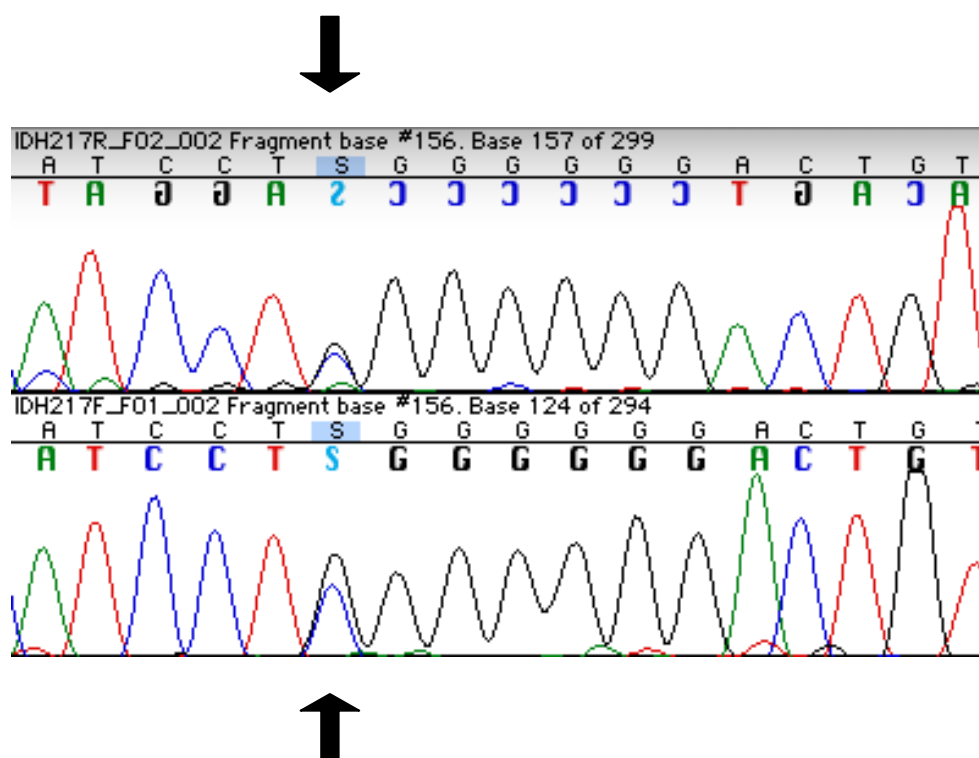 IDH217R_F02_002 Fragment base #156. Base 157 of 299
A T C C T S G G G G G G A C T G T
T A G G A S C C C C C C T G A C A
IDH217F_F01_002 Fragment base #156. Base 124 of 294
A T C C T S G G G G G G A C T G T
A T C C T S G G G G G G A C T G T